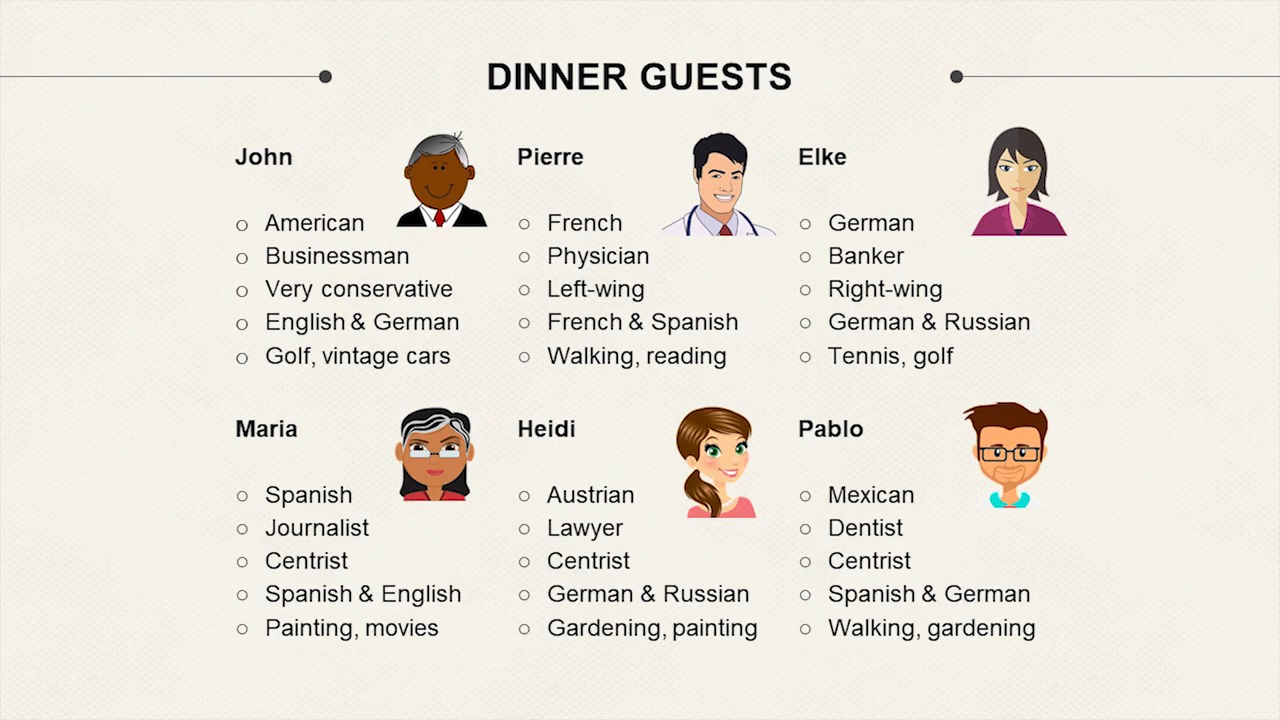 DINNER GUESTS
John
○ American
○ Businessman
○ Very conservative
○ English & German
○ Golf, vintage cars
Pierre
○ French
○ Physician
○ Left-wing
○ French & Spanish
○ Walking, reading
Elke
○ German
○ Banker
○ Right-wing
○ German & Russian
○ Tennis, golf
Maria
○ Spanish
○ Journalist
○ Centrist
○ Spanish & English
○ Painting, movies
Heidi
○ Austrian
○ Lawyer
○ Centrist
○ German & Russian
○ Gardening, painting
Pablo
○ Mexican
○ Dentist
○ Centrist
○ Spanish & German
○ Walking, gardening